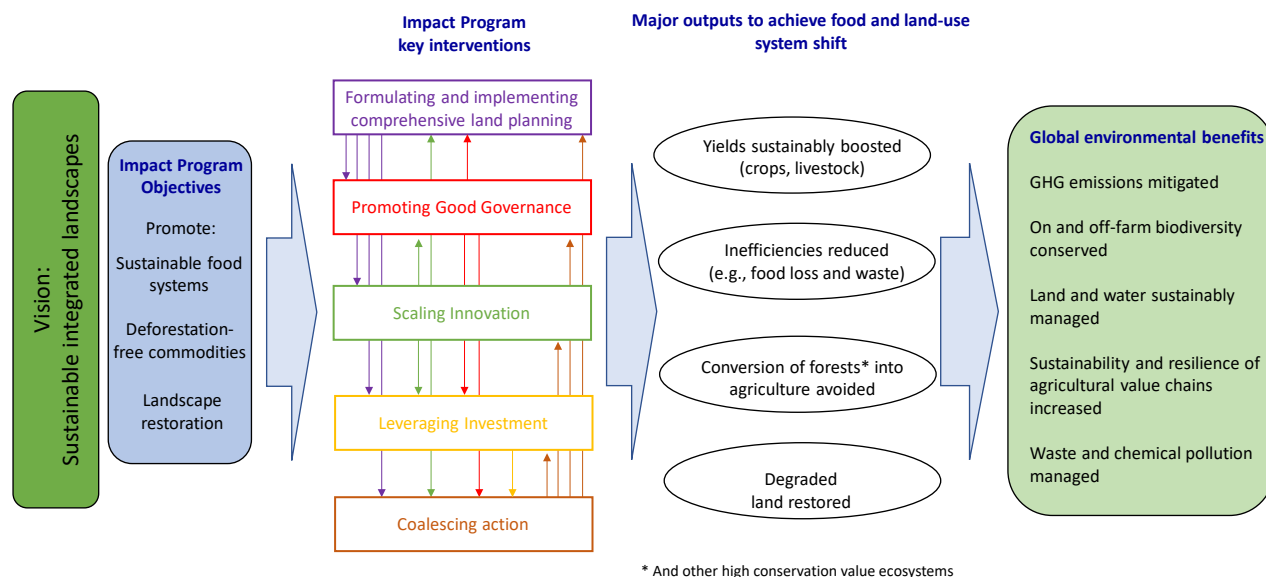 Vision:
Sustainable integrated landscapes
Impact Program
Objectives
Promote:
Sustainable food
systems
Deforestation-
free commodities
Landscape
restoration
Impact Program
key interventions
Formulating and implementing
comprehensive land planning
Promoting Good Governance
Scaling Innovation
Leveraging Investment
Coalescing action
Major outputs to achieve food and land-use
system shift
Yields sustainably boosted
(crops, livestock)
Inefficiencies reduced
(e.g., food loss and waste)
Conversion of forests* into
agriculture avoided
Degraded
land restored
* And other high conservation value ecosystems
Global environmental benefits
GHG emissions mitigated
On and off-farm biodiversity
conserved
Land and water sustainably
managed
Sustainability and resilience of
agricultural value chains
increased
Waste and chemical pollution
managed